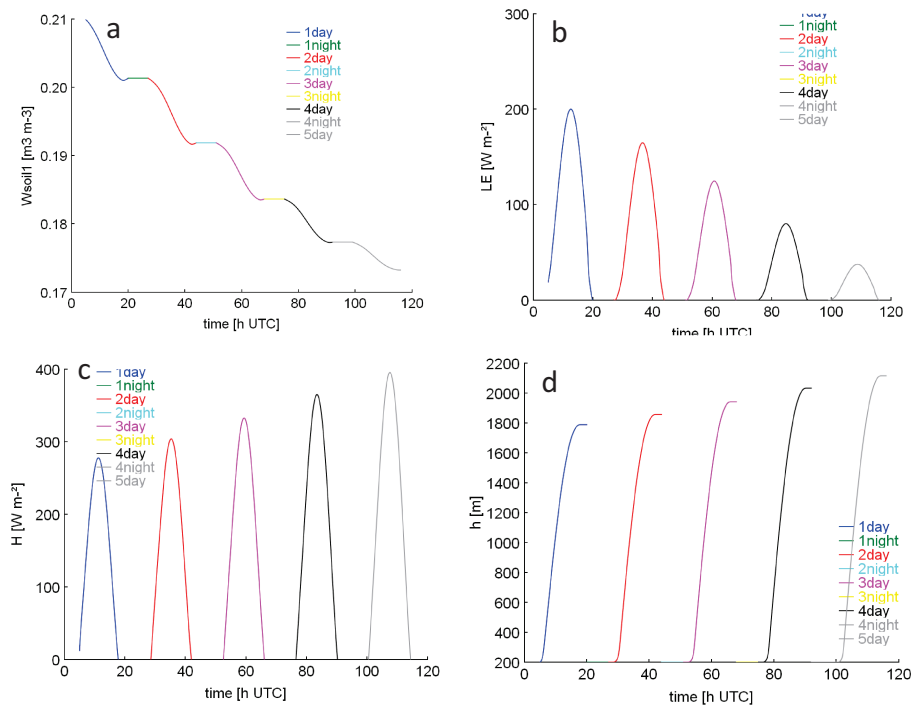 a
0.21
0.20
0.19
0.18
0.17
Wsoil1 [m3 m-3]
1day
1night
2day
2night
3day
3night
4day
4night
5day
0 20 40 60 80 100 120
time [h UTC]
b
300
200
100
0
LE [W m-²]
1day
1night
2day
2night
3day
3night
4day
4night
5day
0 20 40 60 80 100 120
time [h UTC]
c
400
300
200
100
0
H [W m-²]
1day
1night
2day
2night
3day
3night
4day
4night
5day
0 20 40 60 80 100 120
time [h UTC]
d
2200
2000
1800
1600
1400
1200
1000
800
600
400
200
h [m]
1day
1night
2day
2night
3day
3night
4day
4night
5day
0 20 40 60 80 100 120
time [h UTC]